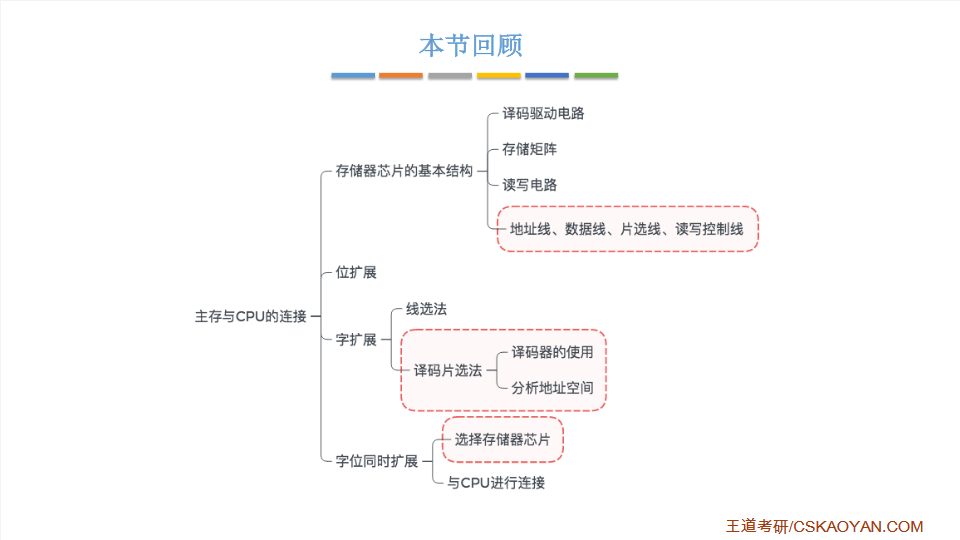 本节回顾
译码驱动电路
存储矩阵
存储器芯片的基本结构
读写电路
地址线、数据线、片选线、读写控制线
位扩展
主存与CPU的连接
线选法
字扩展
译码器的使用
译码片选法
分析地址空间
选择存储器芯片
字位同时扩展
与CPU进行连接
王道考研/CSKAOYAN.COM